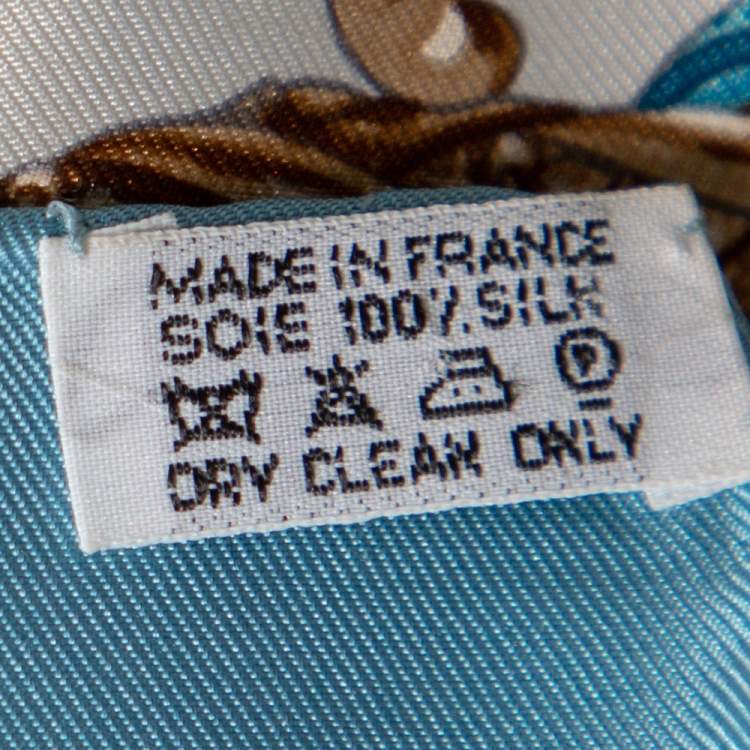 MADE IN FRANCE
SOIE 100% SILK
P
DRY CLEAN ONLY